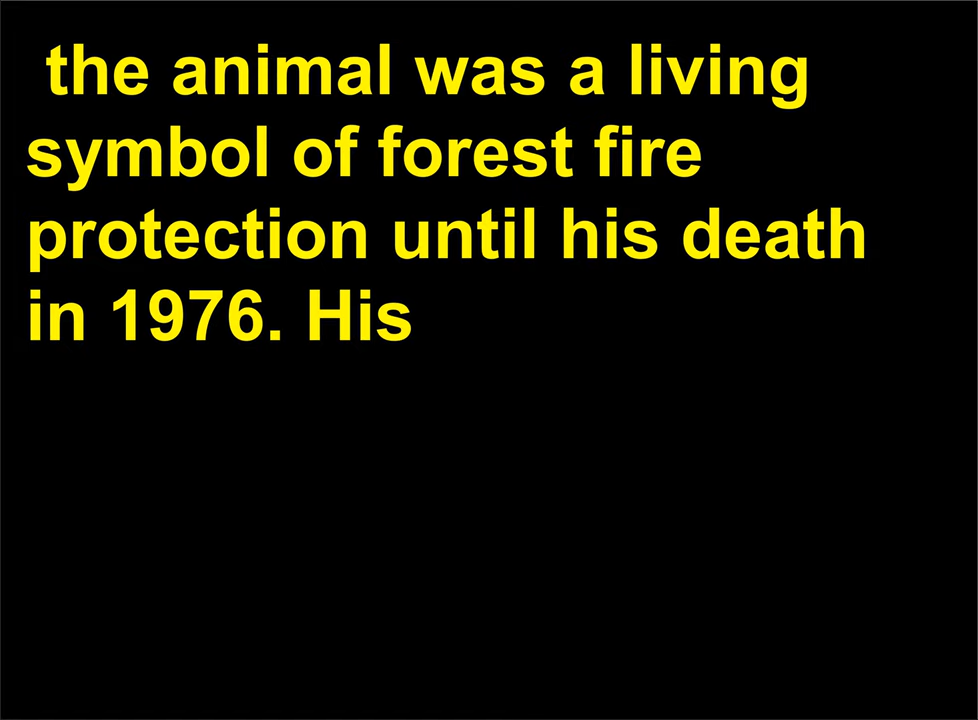 the animal was a living
symbol of forest fire
protection until his death
in 1976. His